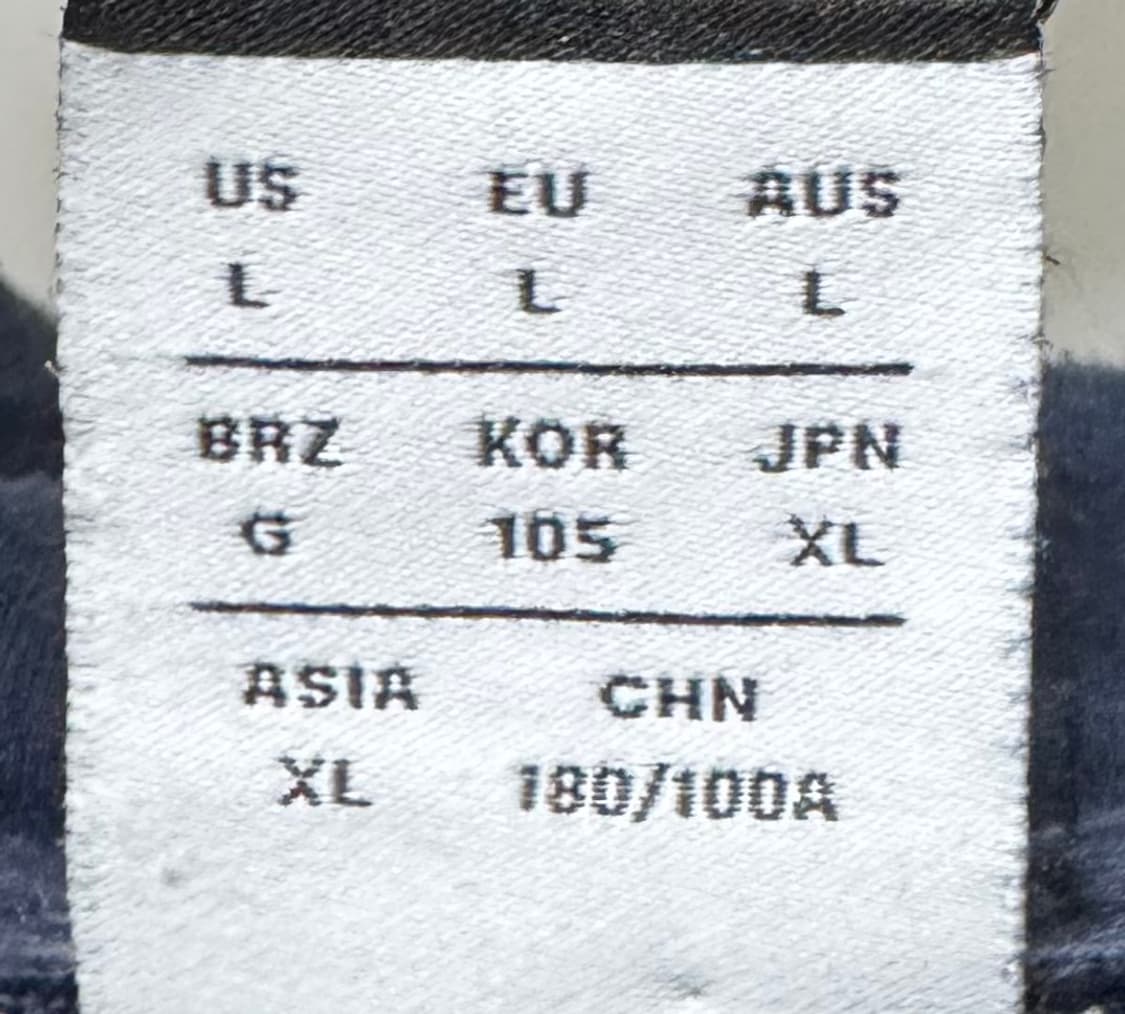 US EU AUS
L L L
BRZ KOR JPN
G 105 XL
ASIA CHN
XL 180/100A